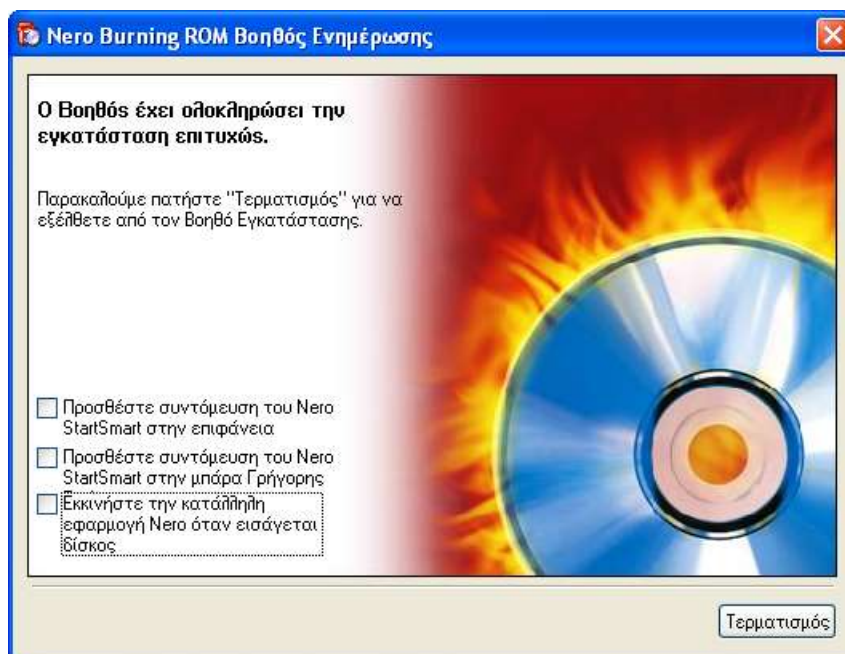 Nero Burning ROM Βοηθός Ενημέρωσης
Ο Βοηθός έχει ολοκληρώσει την
εγκατάσταση επιτυχώς.
Παρακαλούμε πατήστε "Τερματισμός" για να
εξέλθετε από τον Βοηθό Εγκατάστασης.
Προσθέστε συντόμευση του Nero
StartSmart στην επιφάνεια
Προσθέστε συντόμευση του Nero
StartSmart στην μπάρα Γρήγορης
Εκκινήστε την κατάλληλη
εφαρμογή Nero όταν εισάγεται
δίσκος
Τερματισμός